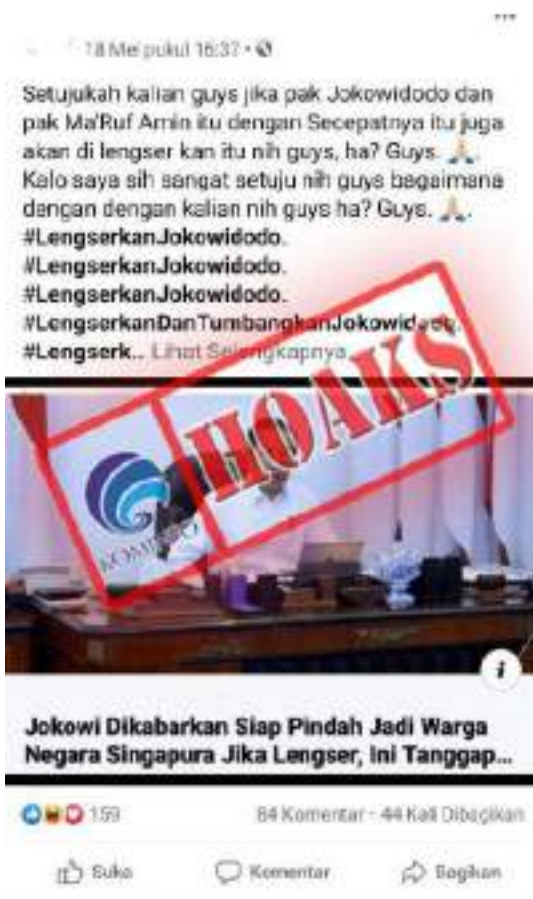 18 Mei pukul 16:37 •
Setujukah kalian guys jika pak Jokowidodo dan
pak Ma'Ruf Amin itu dengan Secepatnya itu juga
akan di lengser kan itu nih guys, ha? Guys. 🙏.
Kalo saya sih sangat setuju nih guys bagaimana
dengan dengan kalian nih guys ha? Guys. 🙏.
#LengserkanJokowidodo.
#LengserkanJokowidodo.
#LengserkanJokowidodo.
#LengserkanDanTumbangkanJokowidodo.
#Lengserk... Lihat Selengkapnya
HOAKS
KOMINFO
i
Jokowi Dikabarkan Siap Pindah Jadi Warga
Negara Singapura Jika Lengser, Ini Tanggap...
159 84 Komentar • 44 Kali Dibagikan
Suka Komentar Bagikan